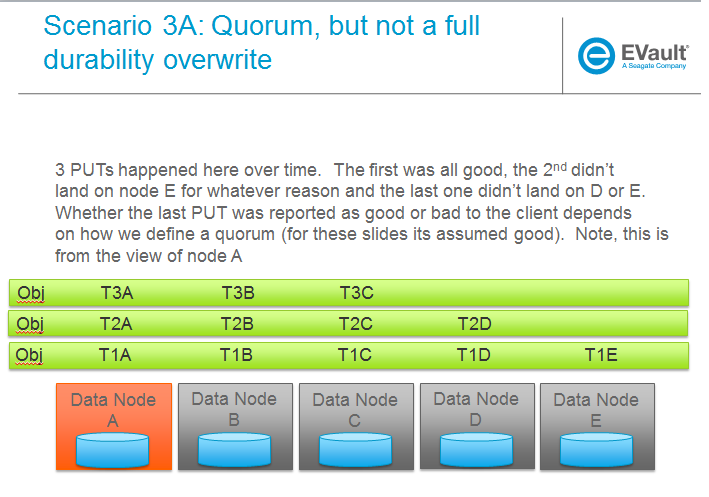 Scenario 3A: Quorum, but not a full
durability overwrite
EVault®
A Seagate Company
3 PUTs happened here over time.   The first was all good, the 2nd didn't
land on node E for whatever reason and the last one didn't land on D or E.
Whether the last PUT was reported as good or bad to the client depends
on how we define a quorum (for these slides its assumed good).  Note, this is
from the view of node A
Obj T3A T3B T3C
Obj T2A T2B T2C T2D
Obj T1A T1B T1C T1D T1E
Data Node Data Node Data Node Data Node Data Node
A B C D E